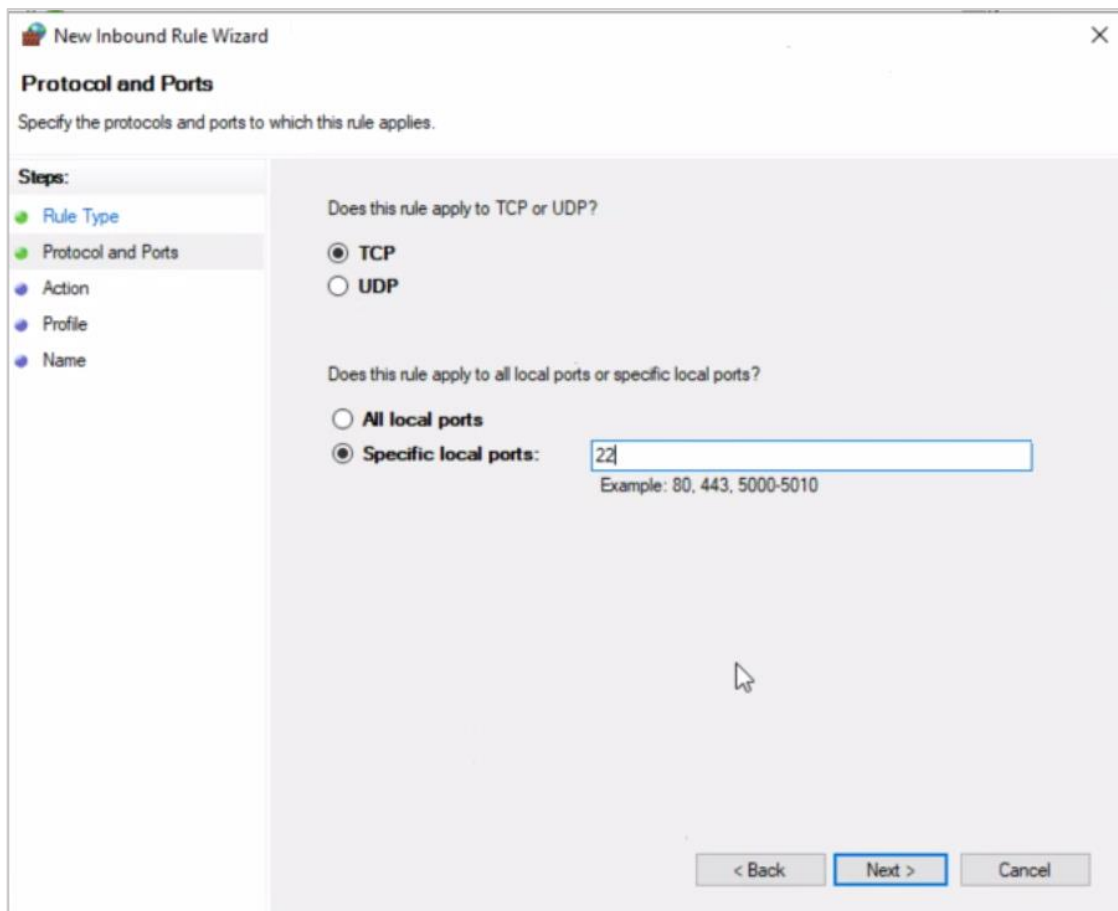 New Inbound Rule Wizard
Protocol and Ports
Specify the protocols and ports to which this rule applies.
Steps:
Rule Type
Protocol and Ports
Action
Profile
Name
Does this rule apply to TCP or UDP?
TCP
UDP
Does this rule apply to all local ports or specific local ports?
All local ports
Specific local ports: 22
Example: 80, 443, 5000-5010
< Back Next > Cancel